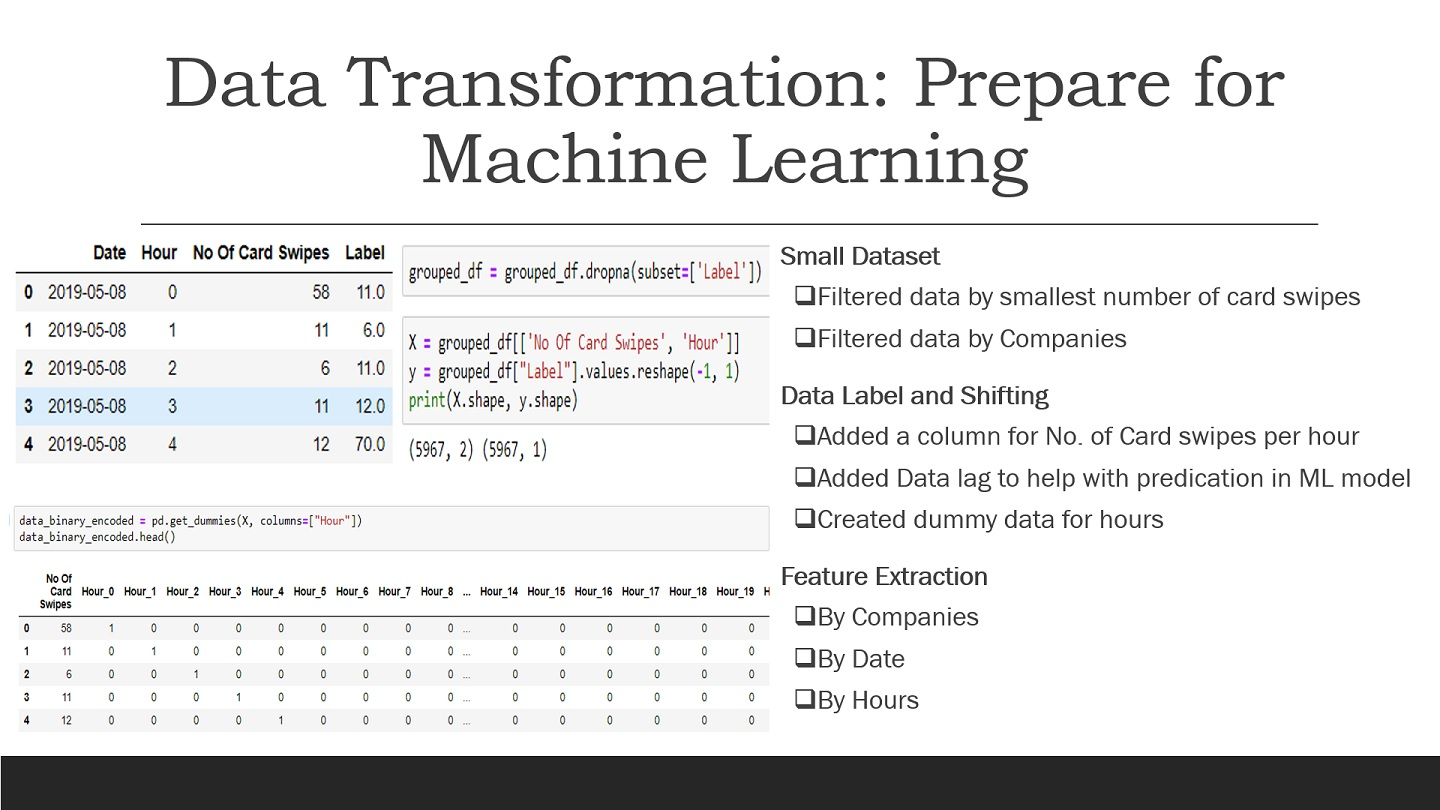 Data Transformation: Prepare for
Machine Learning
Date Hour No Of Card Swipes Label
0 2019-05-08 0 58 11.0
1 2019-05-08 1 11 6.0
2 2019-05-08 2 6 11.0
3 2019-05-08 3 11 12.0
4 2019-05-08 4 12 70.0
grouped_df = grouped_df.dropna(subset=['Label'])
X = grouped_df[['No Of Card Swipes', 'Hour']]
y = grouped_df["Label"].values.reshape(-1, 1)
print(X.shape, y.shape)
(5967, 2) (5967, 1)
data_binary_encoded = pd.get_dummies(X, columns=["Hour"])
data_binary_encoded.head()
No Of
Card
Swipes Hour_0 Hour_1 Hour_2 Hour_3 Hour_4 Hour_5 Hour_6 Hour_7 Hour_8 ... Hour_14 Hour_15 Hour_16 Hour_17 Hour_18 Hour_19 H
0 58 1 0 0 0 0 0 0 0 0 ... 0 0 0 0 0 0
1 11 0 1 0 0 0 0 0 0 0 ... 0 0 0 0 0 0
2 6 0 0 1 0 0 0 0 0 0 ... 0 0 0 0 0 0
3 11 0 0 0 1 0 0 0 0 0 ... 0 0 0 0 0 0
4 12 0 0 0 0 1 0 0 0 0 ... 0 0 0 0 0 0
Small Dataset
❑Filtered data by smallest number of card swipes
❑Filtered data by Companies
Data Label and Shifting
❑Added a column for No. of Card swipes per hour
❑Added Data lag to help with predication in ML model
❑Created dummy data for hours
Feature Extraction
❑By Companies
❑By Date
❑By Hours